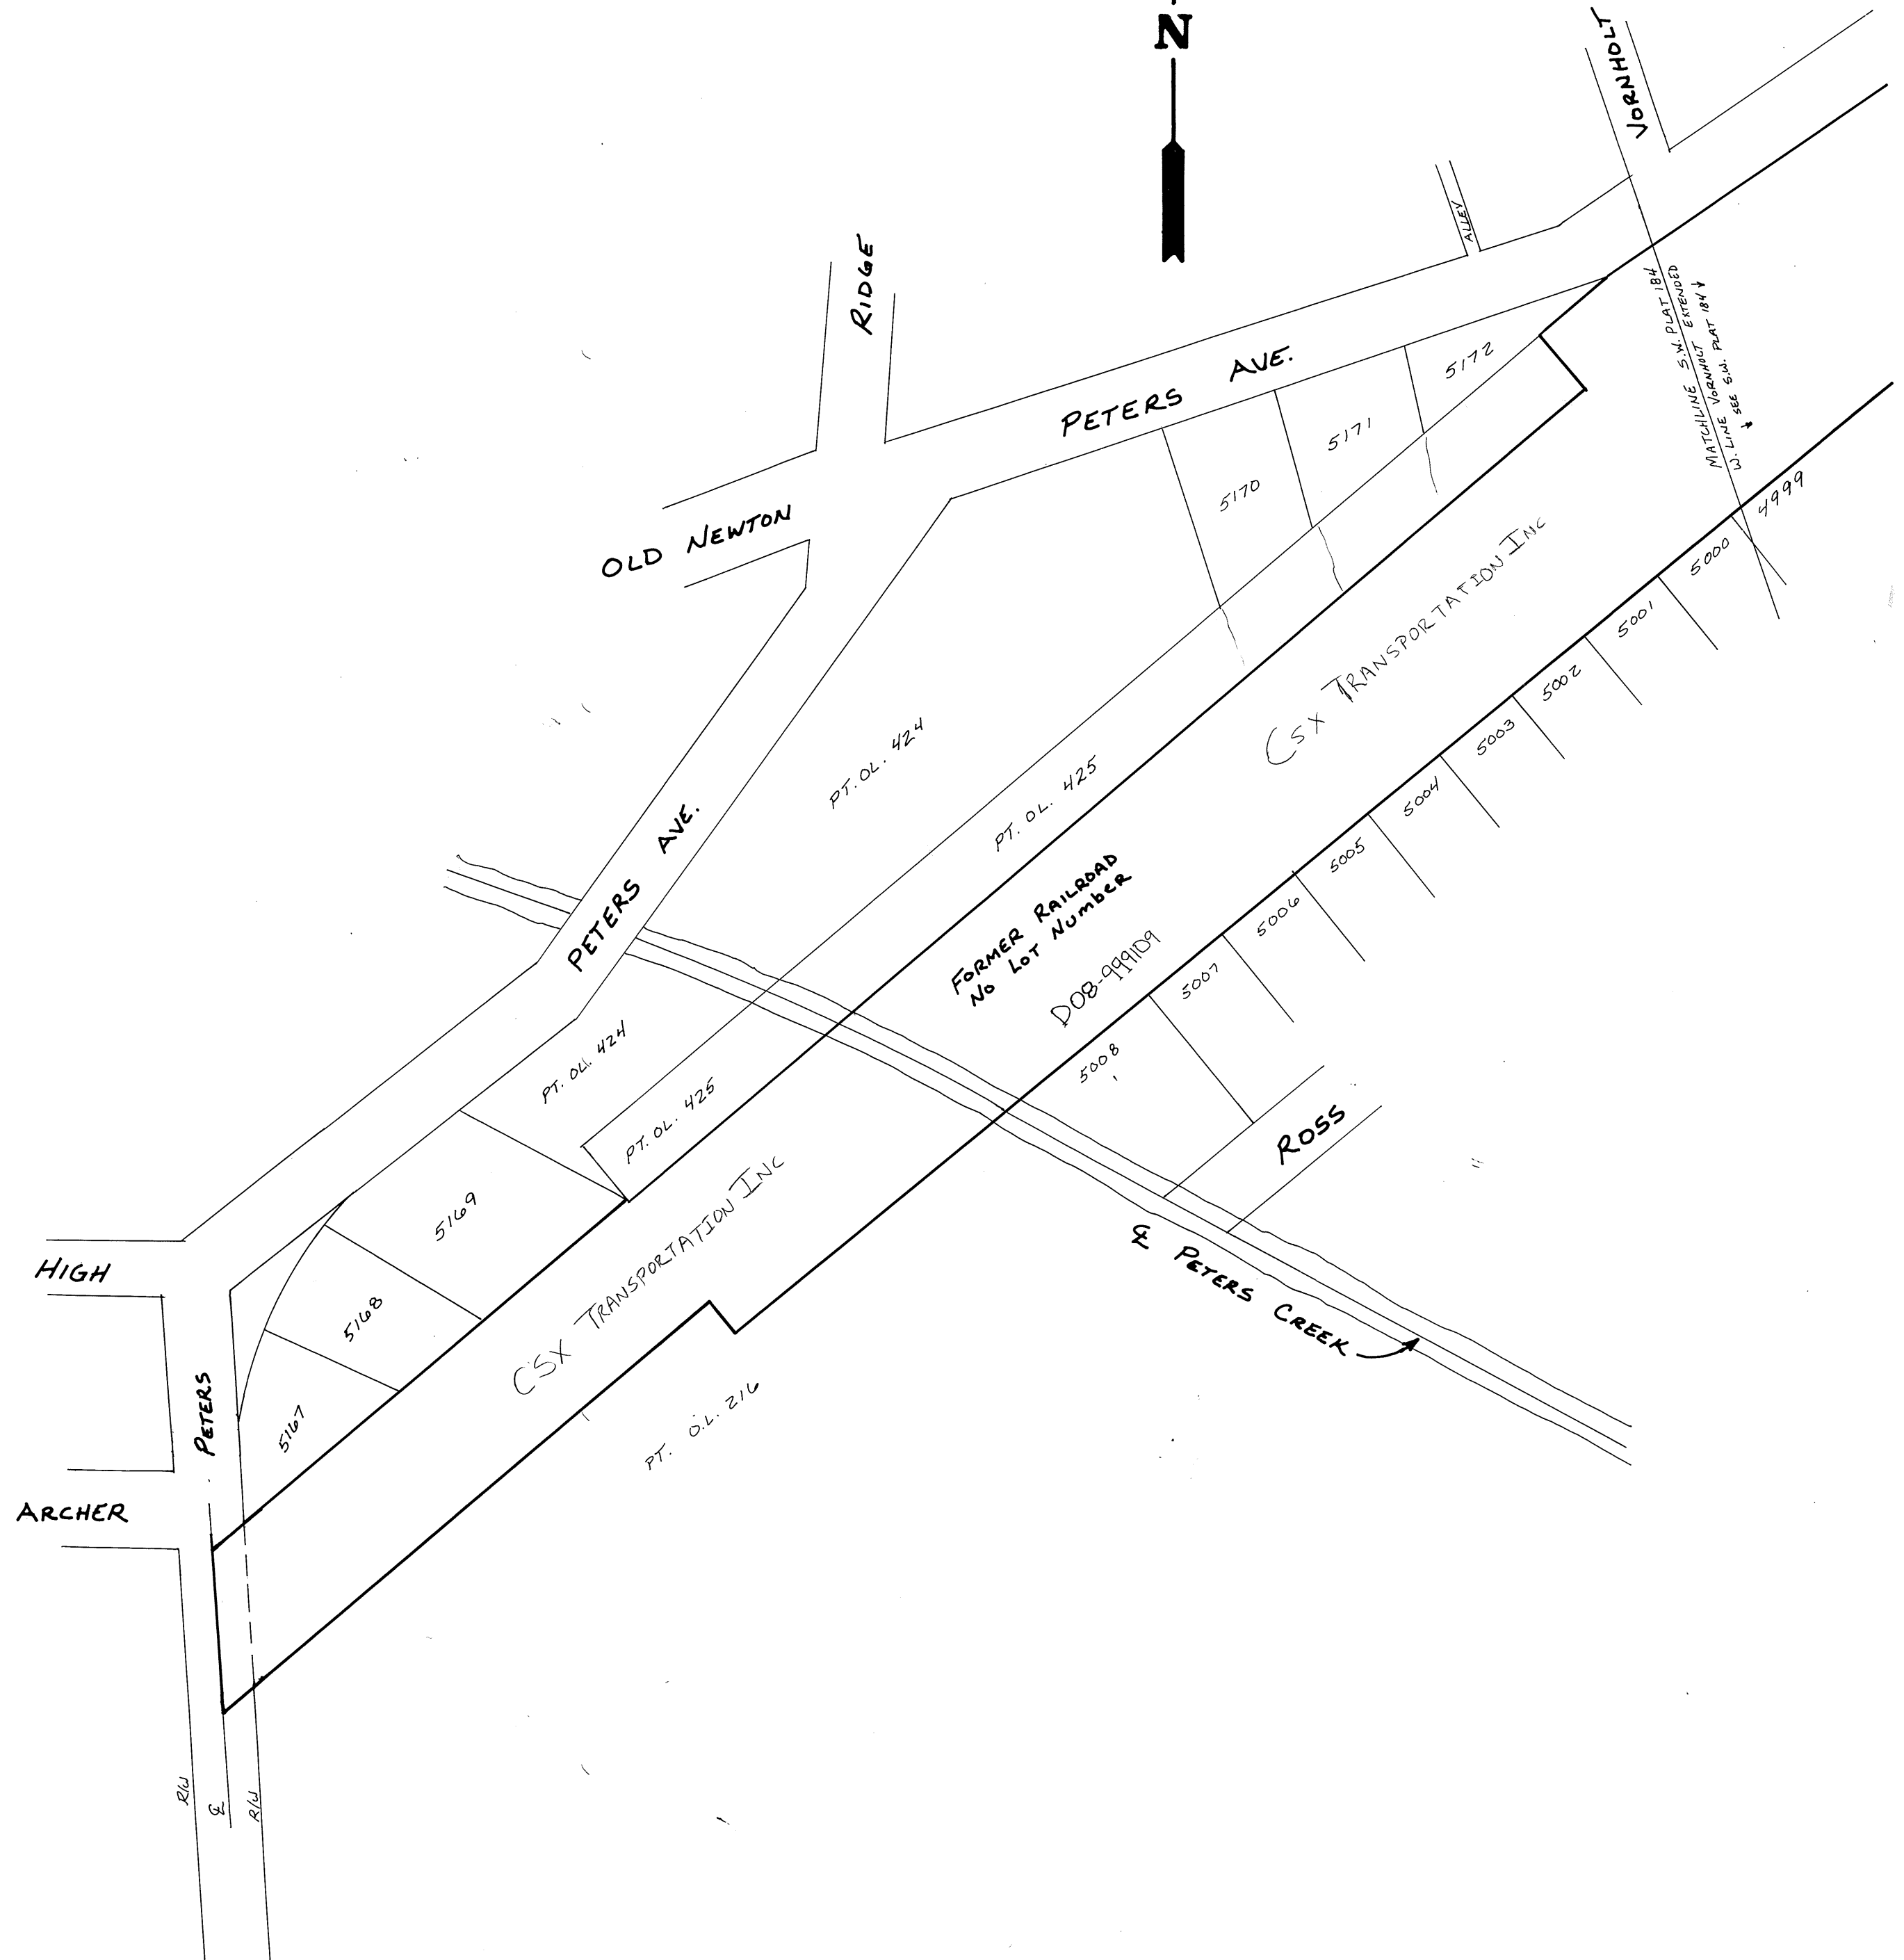 N
VORNHOLT
ALLEY
RIDGE
MATCHLINE S.W. PLAT 184
W. LINE VORNHOLT EXTENDED
& SEE S.W. PLAT 184
PETERS AVE.
5172
5171
5170
OLD NEWTON
4999
5000
5001
5002
5003
5004
5005
5006
5007
5008
CSX TRANSPORTATION INC
PT. OL. 424
PT. OL. 425
PETERS AVE.
FORMER RAILROAD
NO LOT NUMBER
D08-999109
PT. OL. 424
PT. OL. 425
ROSS
CSX TRANSPORTATION INC
5169
5168
5167
HIGH
PETERS
ARCHER
℄ PETERS CREEK
PT. O.L. 216
R/W
℄
R/W